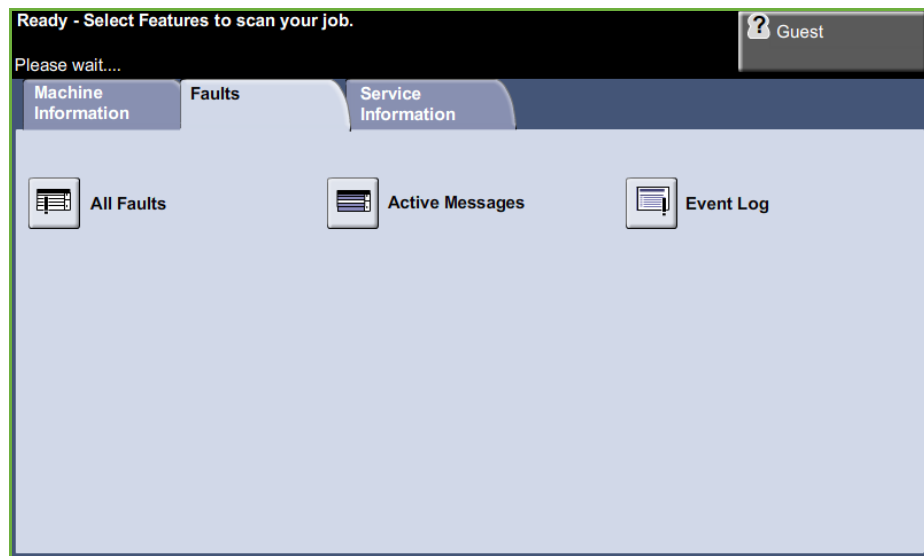 Ready - Select Features to scan your job.
Guest
Please wait....
Machine
Information
Faults
Service
Information
All Faults
Active Messages
Event Log